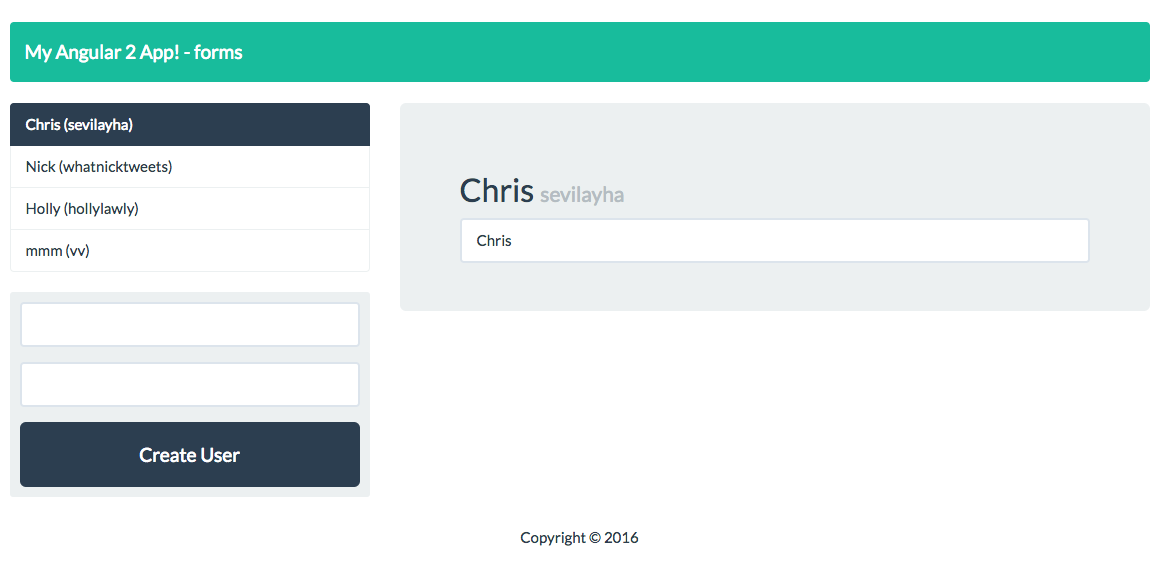 My Angular 2 App! - forms
Chris (sevilayha)
Nick (whatnicktweets)
Holly (hollylawly)
mmm (vv)
Create User
Chris sevilayha
Chris
Copyright © 2016